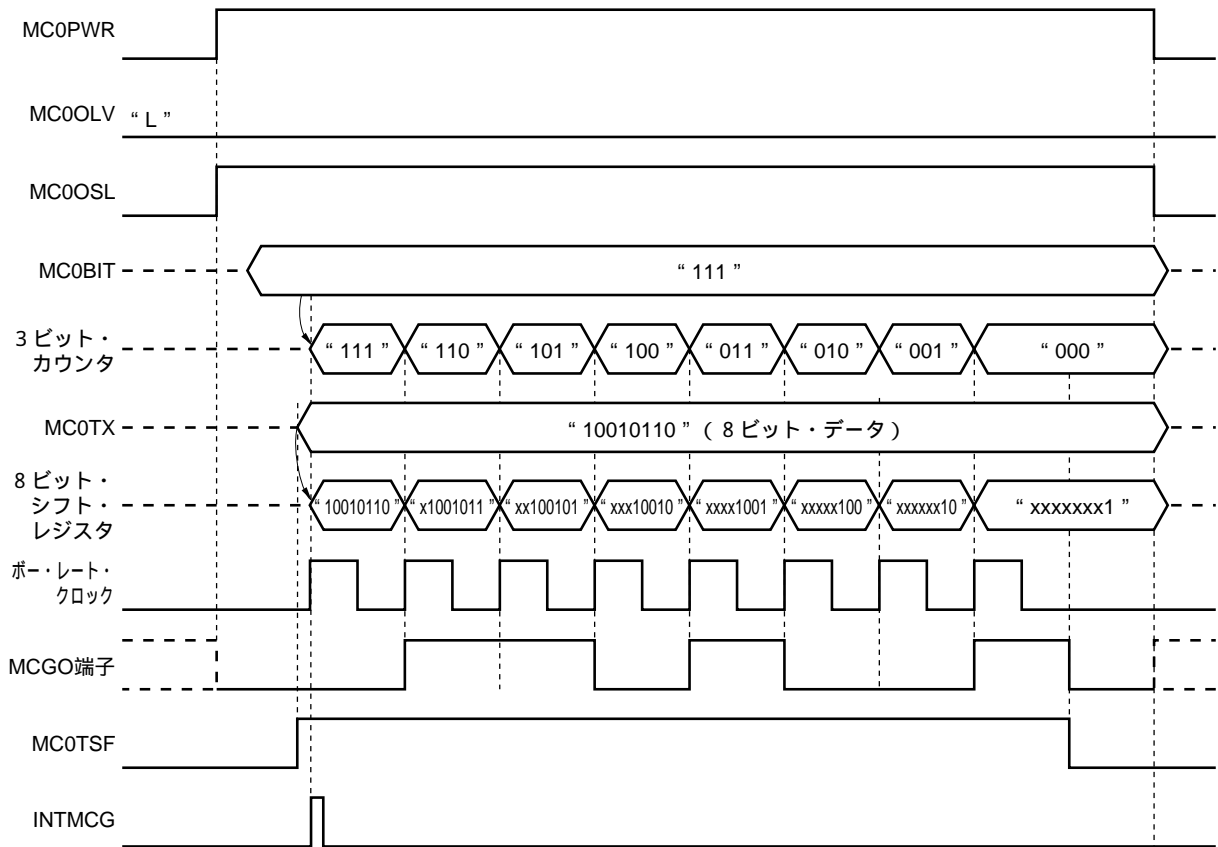 MC0PWR
MC0OLV “ L ”
MC0OSL
MC0BIT “ 111 ”
3 ビット・
カウンタ
“ 111 ” “ 110 ” “ 101 ” “ 100 ” “ 011 ” “ 010 ” “ 001 ” “ 000 ”
MC0TX “ 10010110 ” ( 8 ビット・データ )
8 ビット・
シフト・
レジスタ
“ 10010110 ” “ x1001011 ” “ xx100101 ” “ xxx10010 ” “ xxxx1001 ” “ xxxxx100 ” “ xxxxxx10 ” “ xxxxxxx1 ”
ボー・レート・
クロック
MCGO端子
MC0TSF
INTMCG